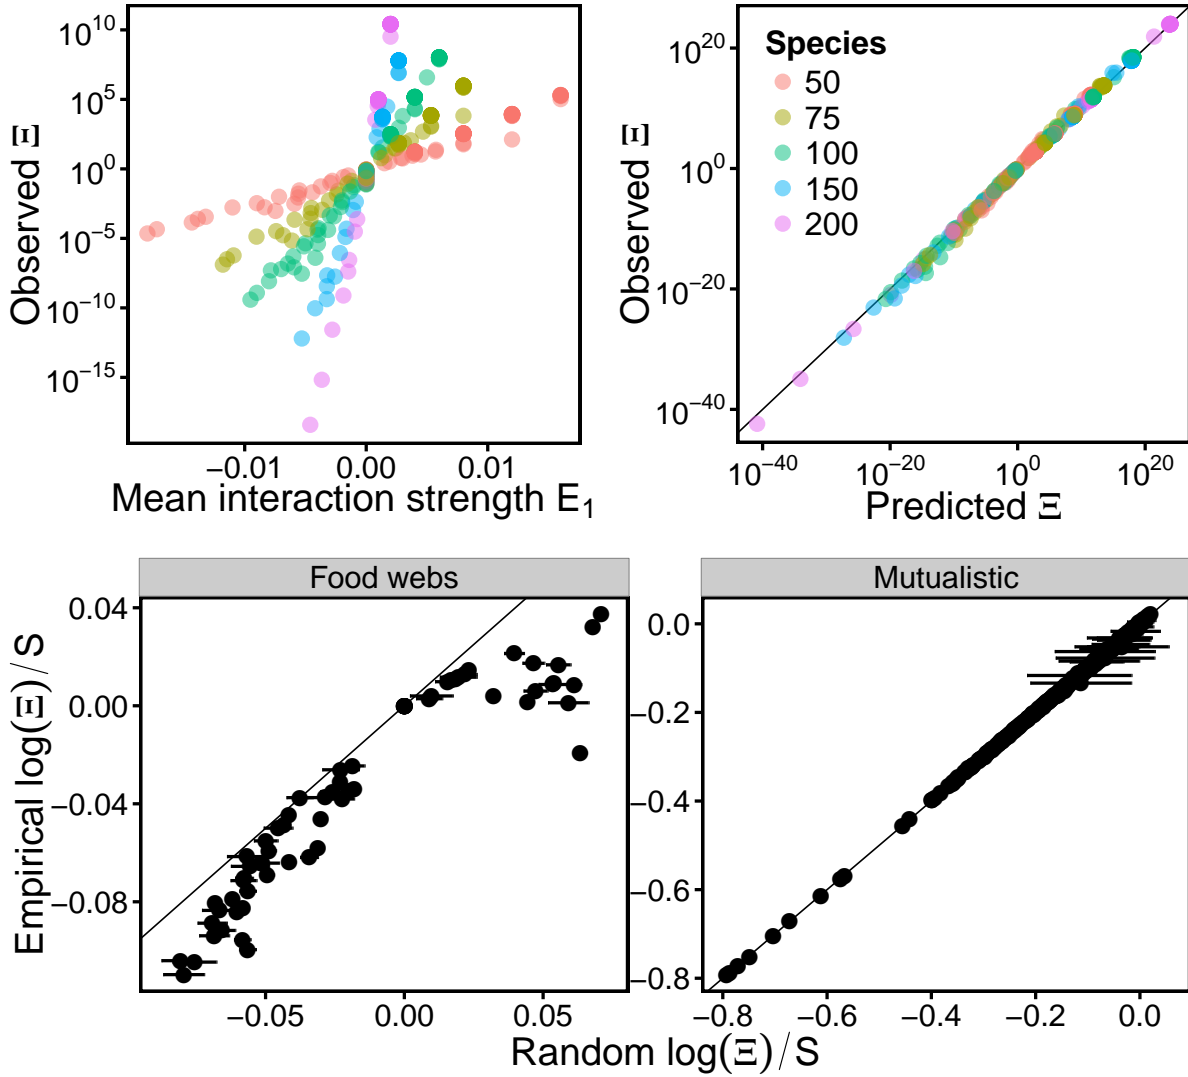 Observed Ξ
10^10
10^5
10^0
10^−5
10^−10
10^−15
−0.01 0.00 0.01
Mean interaction strength E_1
Observed Ξ
10^20
10^0
10^−20
10^−40
Species
50
75
100
150
200
10^−40 10^−20 10^0 10^20
Predicted Ξ
Food webs
Empirical log(Ξ)/S
0.04
0.00
−0.04
−0.08
−0.05 0.00 0.05
Mutualistic
0.0
−0.2
−0.4
−0.6
−0.8
−0.8 −0.6 −0.4 −0.2 0.0
Random log(Ξ)/S